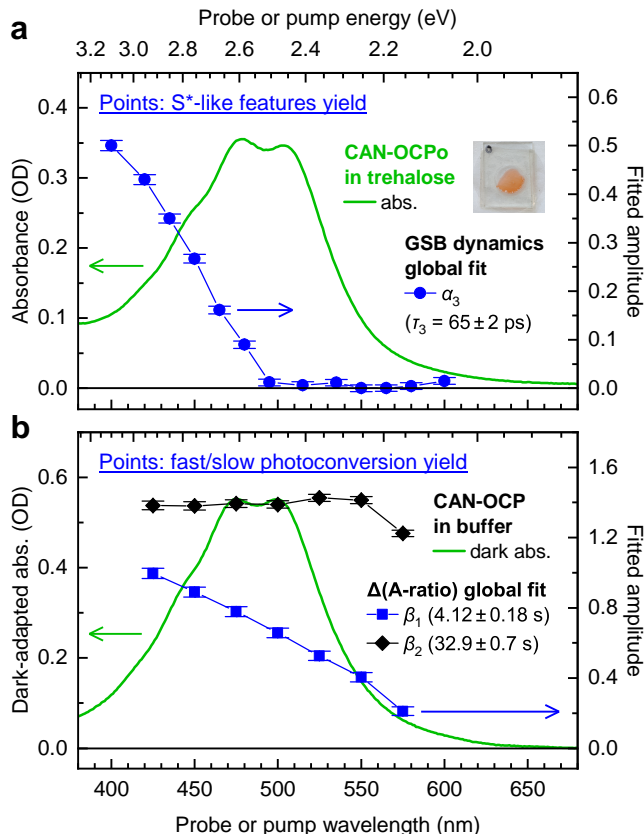 Probe or pump energy (eV)
3.2 3.0 2.8 2.6 2.4 2.2 2.0
a
Points: S*-like features yield
CAN-OCPo
in trehalose
abs.
GSB dynamics
global fit
α3
(τ3 = 65 ± 2 ps)
Absorbance (OD)
0.4
0.3
0.2
0.1
0.0
Fitted amplitude
0.6
0.5
0.4
0.3
0.2
0.1
0.0
b
Points: fast/slow photoconversion yield
CAN-OCP
in buffer
dark abs.
Δ(A-ratio) global fit
β1 (4.12 ± 0.18 s)
β2 (32.9 ± 0.7 s)
Dark-adapted abs. (OD)
0.6
0.4
0.2
0.0
Fitted amplitude
1.6
1.2
0.8
0.4
0.0
400 450 500 550 600 650
Probe or pump wavelength (nm)